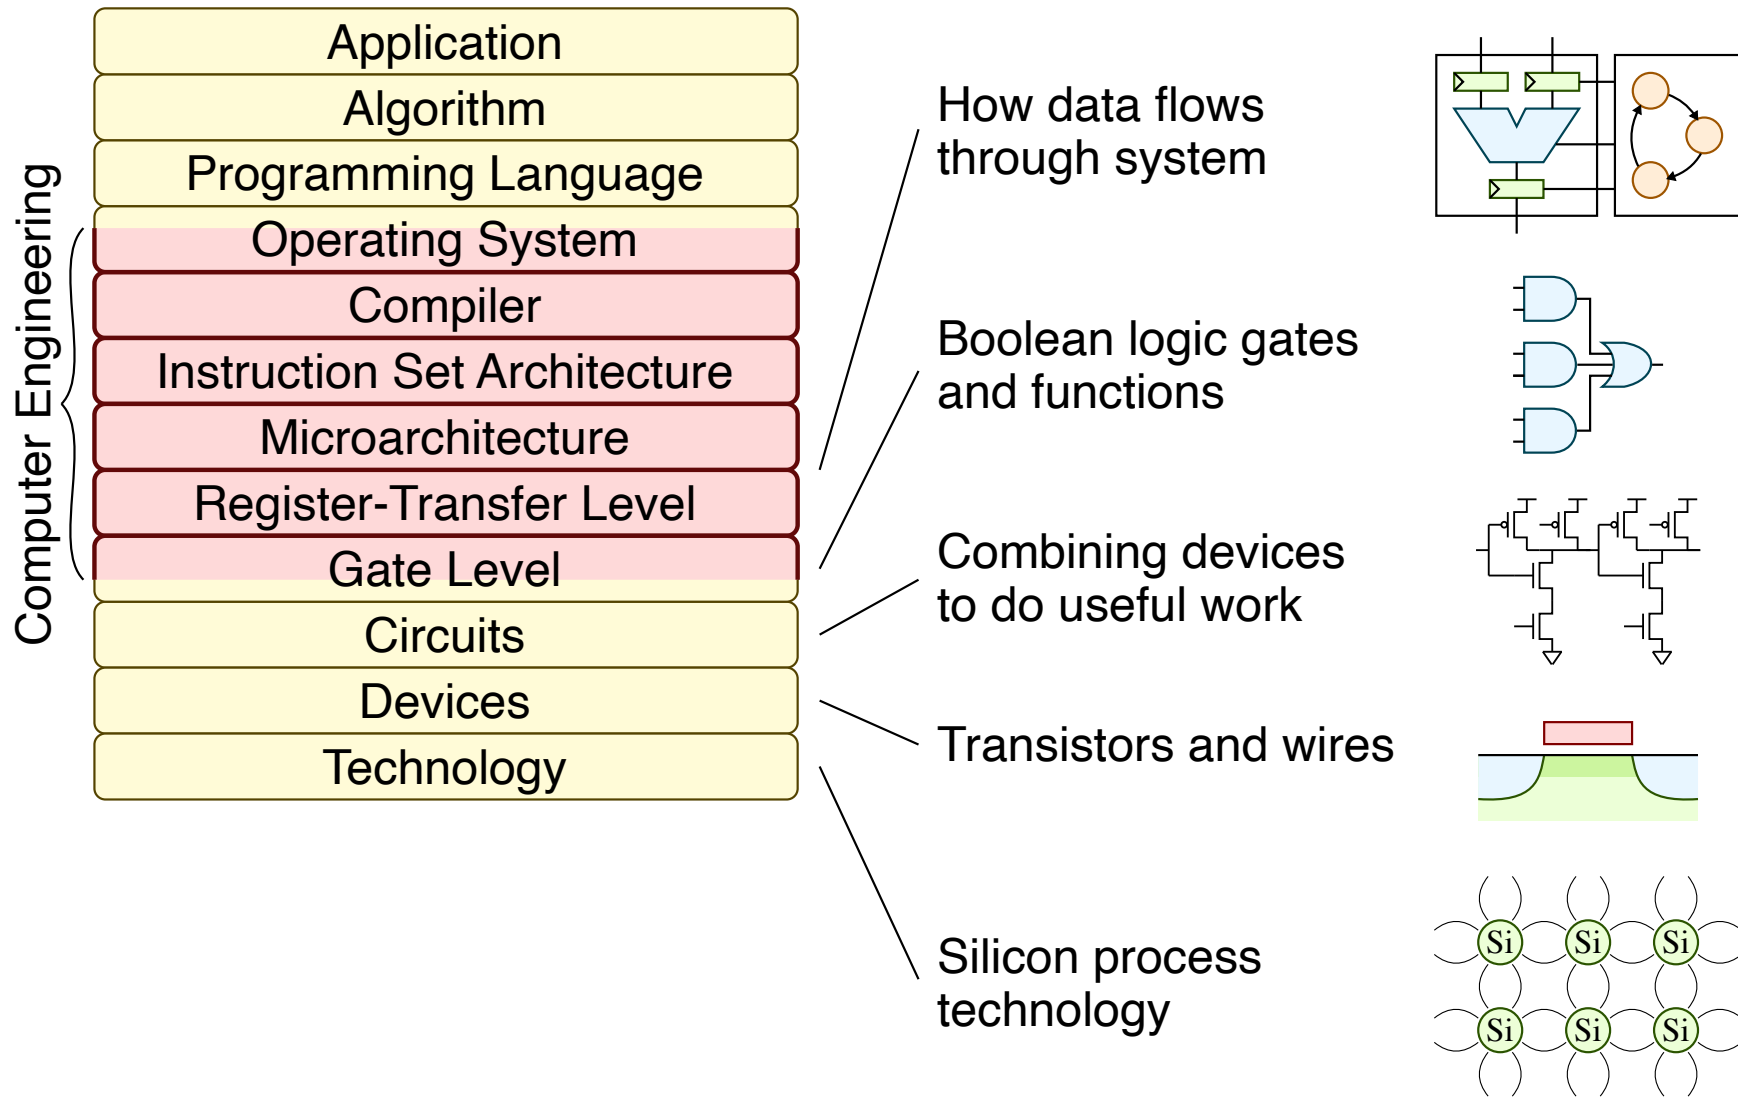 Computer Engineering
Application
Algorithm
Programming Language
Operating System
Compiler
Instruction Set Architecture
Microarchitecture
Register-Transfer Level
Gate Level
Circuits
Devices
Technology
How data flows
through system
Boolean logic gates
and functions
Combining devices
to do useful work
Transistors and wires
Silicon process
technology
Si Si Si
Si Si Si